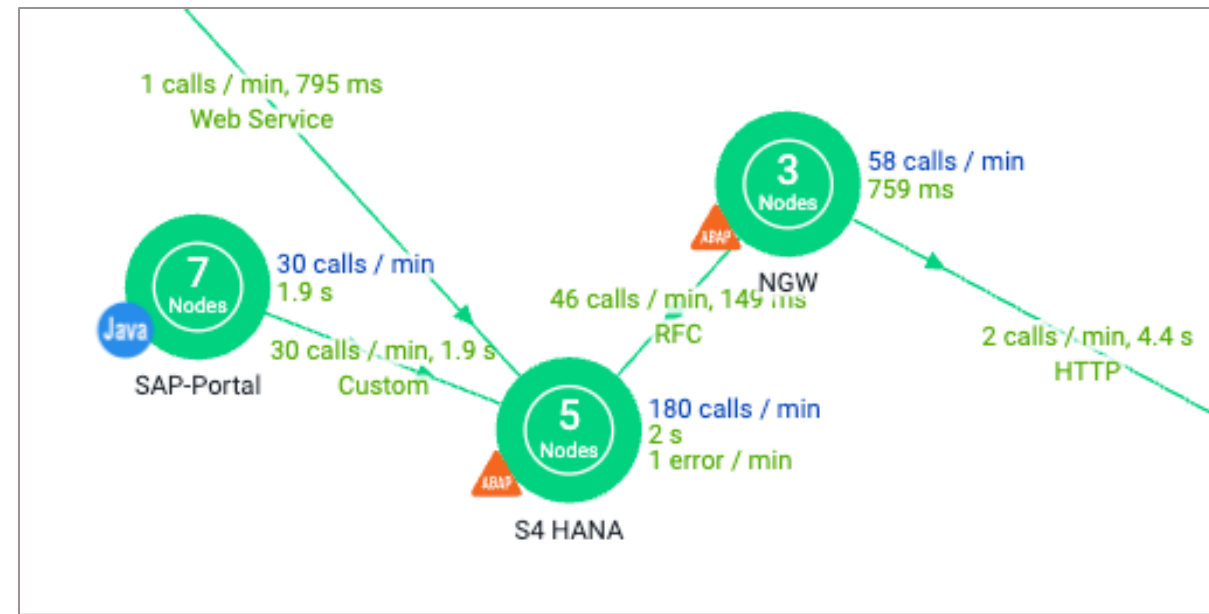 1 calls / min, 795 ms
Web Service
3
Nodes
58 calls / min
759 ms
ABAP
NGW
7
Nodes
30 calls / min
1.9 s
Java
SAP-Portal
30 calls / min, 1.9 s
Custom
46 calls / min, 149 ms
RFC
2 calls / min, 4.4 s
HTTP
5
Nodes
180 calls / min
2 s
1 error / min
ABAP
S4 HANA